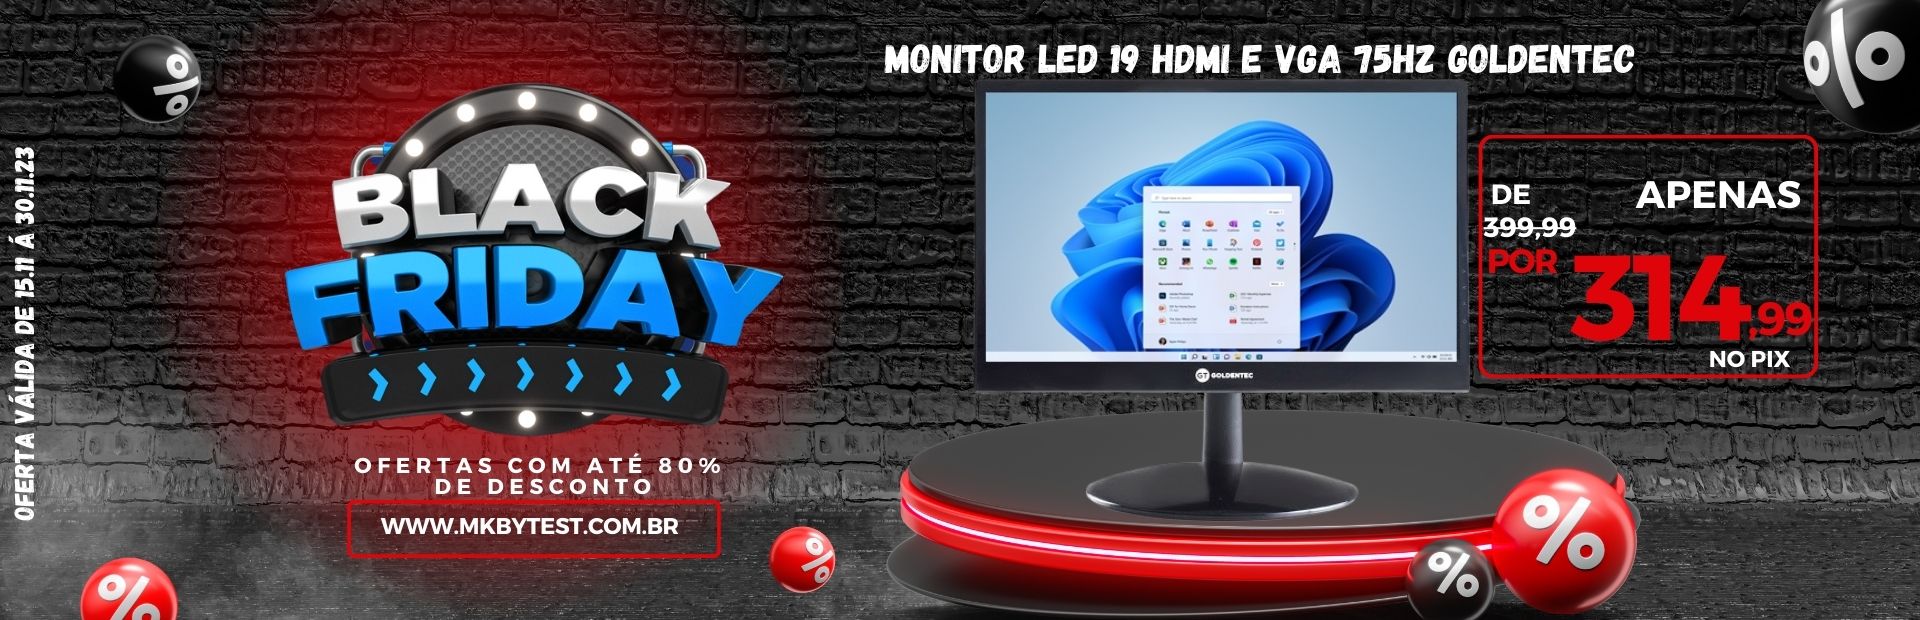 OFERTA VÁLIDA DE 15.11 Á 30.11.23
BLACK
FRIDAY
OFERTAS COM ATÉ 80%
DE DESCONTO
WWW.MKBYTEST.COM.BR
MONITOR LED 19 HDMI E VGA 75HZ GOLDENTEC
GT GOLDENTEC
DE
399,99
POR
APENAS
314,99
NO PIX
%
%
%
%
%
%